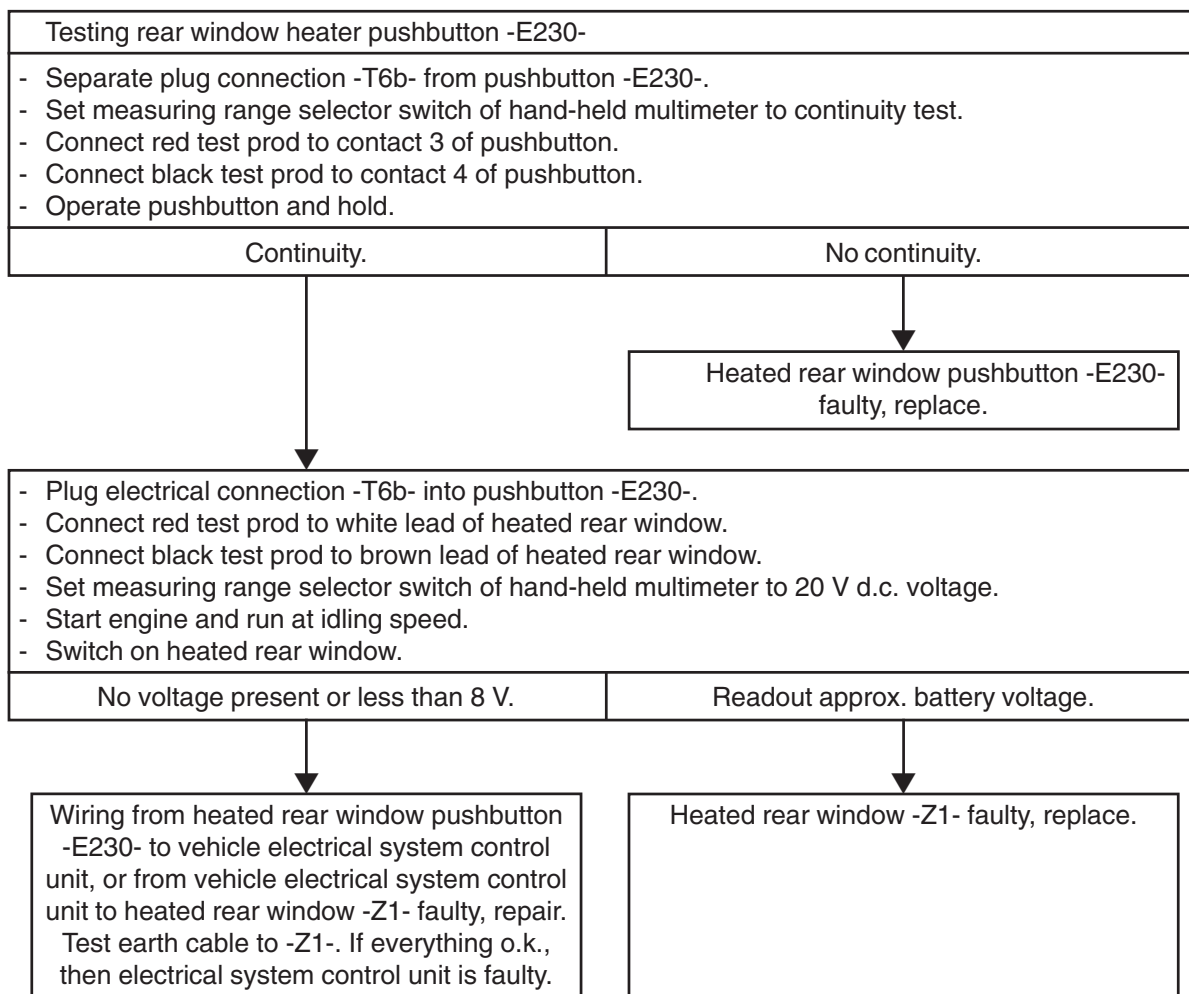 Testing rear window heater pushbutton -E230-
- Separate plug connection -T6b- from pushbutton -E230-.
- Set measuring range selector switch of hand-held multimeter to continuity test.
- Connect red test prod to contact 3 of pushbutton.
- Connect black test prod to contact 4 of pushbutton.
- Operate pushbutton and hold.
Continuity.
No continuity.
Heated rear window pushbutton -E230-
faulty, replace.
- Plug electrical connection -T6b- into pushbutton -E230-.
- Connect red test prod to white lead of heated rear window.
- Connect black test prod to brown lead of heated rear window.
- Set measuring range selector switch of hand-held multimeter to 20 V d.c. voltage.
- Start engine and run at idling speed.
- Switch on heated rear window.
No voltage present or less than 8 V.
Readout approx. battery voltage.
Wiring from heated rear window pushbutton
-E230- to vehicle electrical system control
unit, or from vehicle electrical system control
unit to heated rear window -Z1- faulty, repair.
Test earth cable to -Z1-. If everything o.k.,
then electrical system control unit is faulty.
Heated rear window -Z1- faulty, replace.